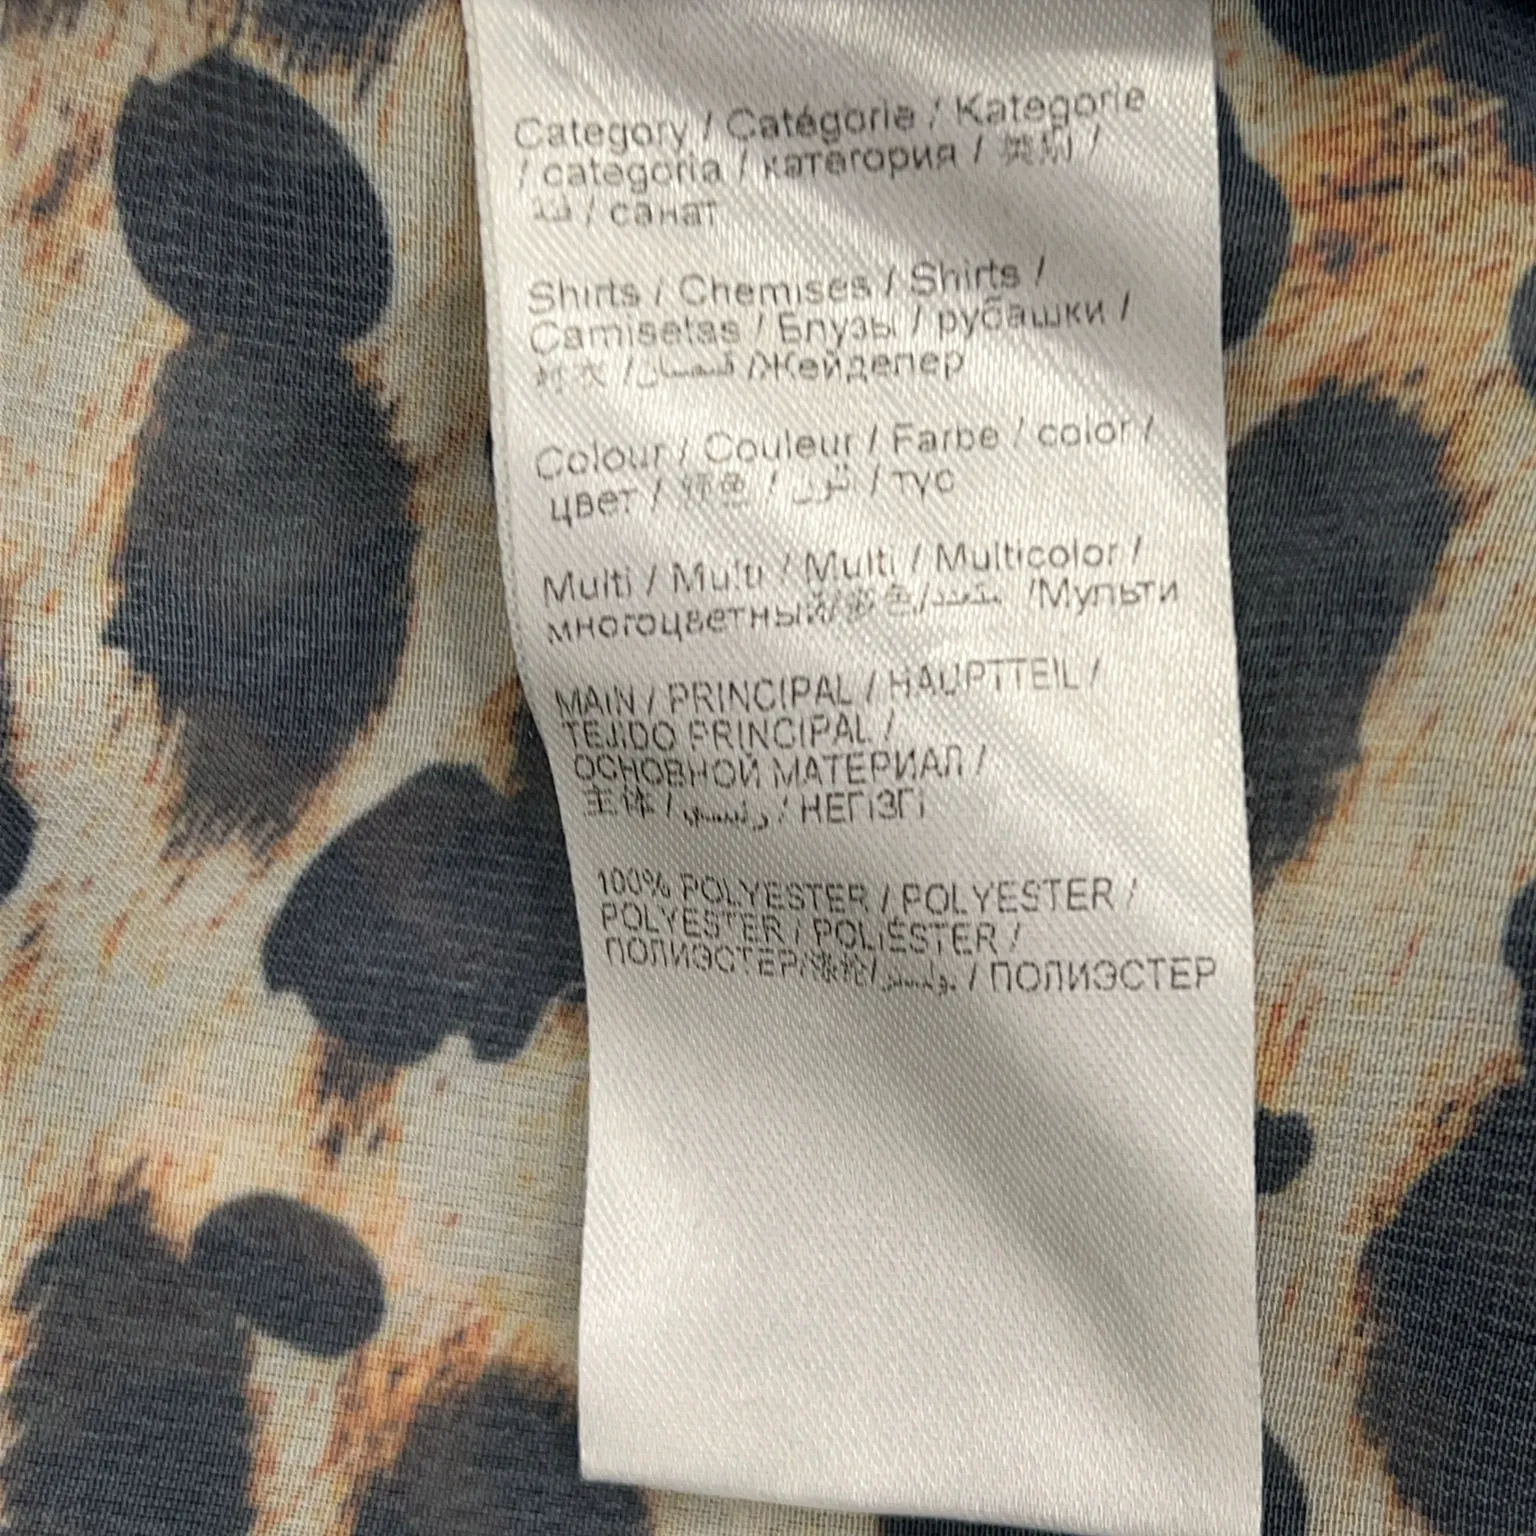 Category / Catégorie / Kategorie
/ categoria / категория / 类别 /
فئة / санат
Shirts / Chemises / Shirts /
Camisetas / Блузы / рубашки /
衬衣 / قمصان /Жейделер
Colour / Couleur / Farbe / color /
цвет / 颜色 / لون / түс
Multi / Multi / Multi / Multicolor /
многоцветный/多色/متعدد /Мульти
MAIN / PRINCIPAL / HAUPTTEIL /
TEJIDO PRINCIPAL /
ОСНОВНОЙ МАТЕРИАЛ /
主体 / رئيسي / НЕГІЗГІ
100% POLYESTER / POLYESTER /
POLYESTER / POLIÉSTER /
ПОЛИЭСТЕР/涤纶/بوليستر / ПОЛИЭСТЕР